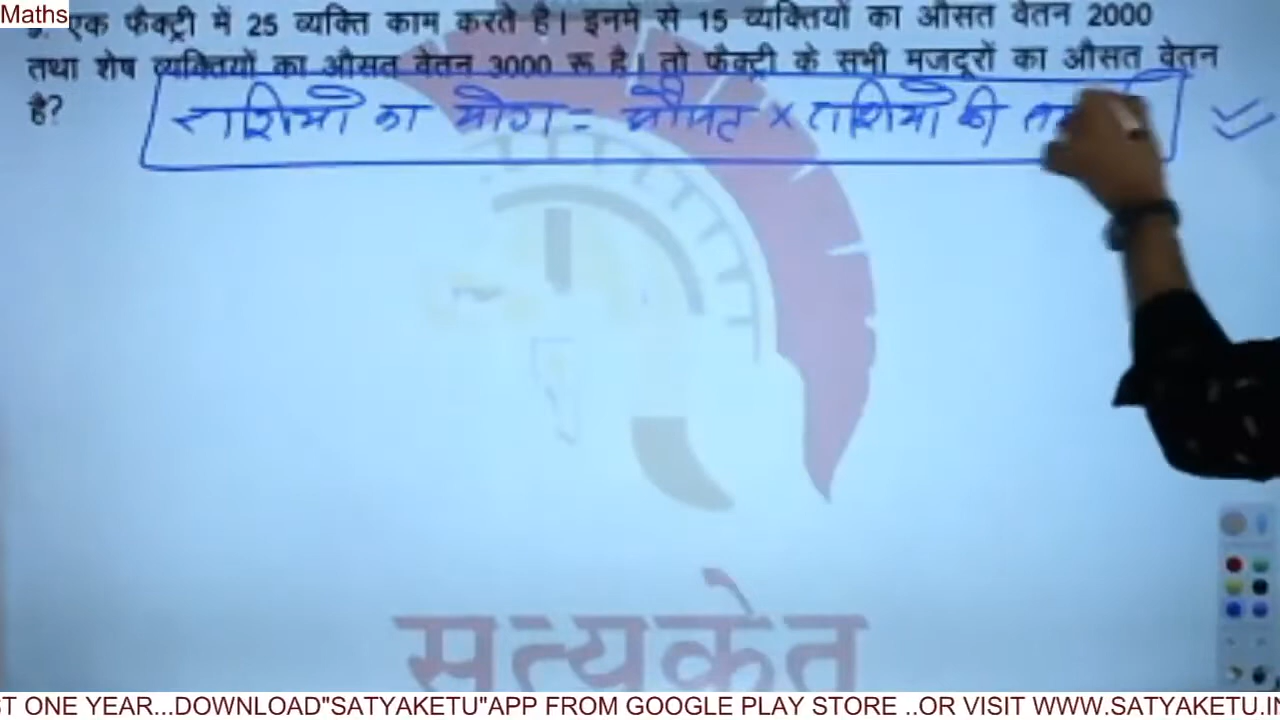 Maths
एक फैक्ट्री में 25 व्यक्ति काम करते है। इनमें से 15 व्यक्तियों का औसत वेतन 2000
तथा शेष व्यक्तियों का औसत वेतन 3000 रू है। तो फैक्ट्री के सभी मजदूरों का औसत वेतन
है?
राशियो का योग = औसत × राशियो की
सत्यकेत
ST ONE YEAR...DOWNLOAD"SATYAKETU"APP FROM GOOGLE PLAY STORE ..OR VISIT WWW.SATYAKETU.I